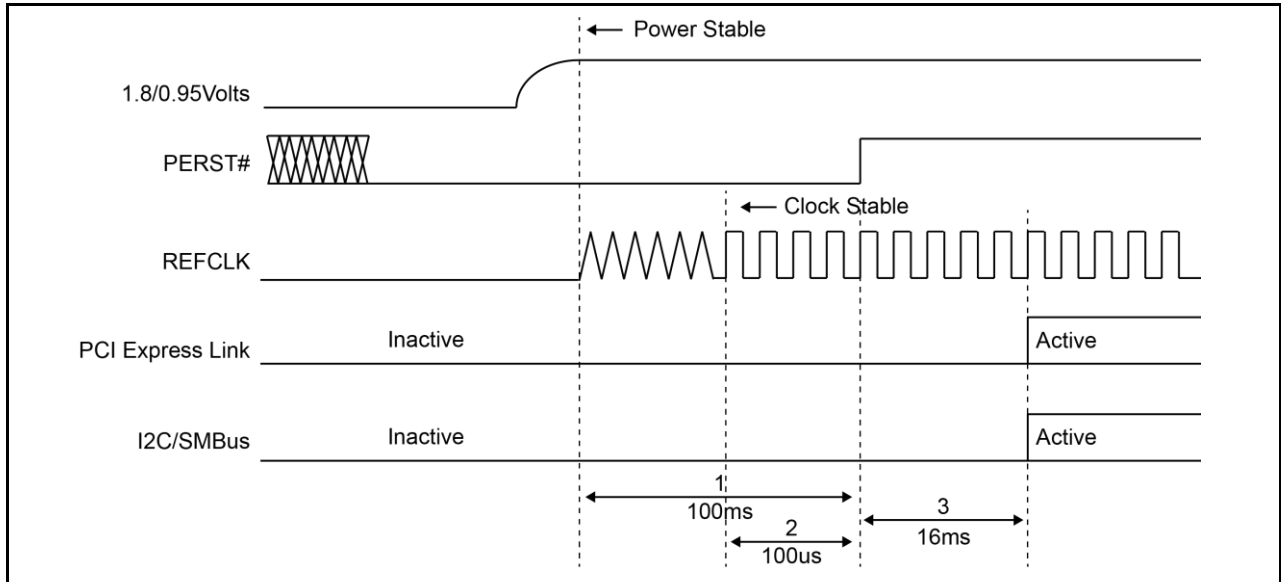 Power Stable
1.8/0.95Volts
PERST#
Clock Stable
REFCLK
PCI Express Link
Inactive
Active
I2C/SMBus
Inactive
Active
1
100ms
2
100us
3
16ms